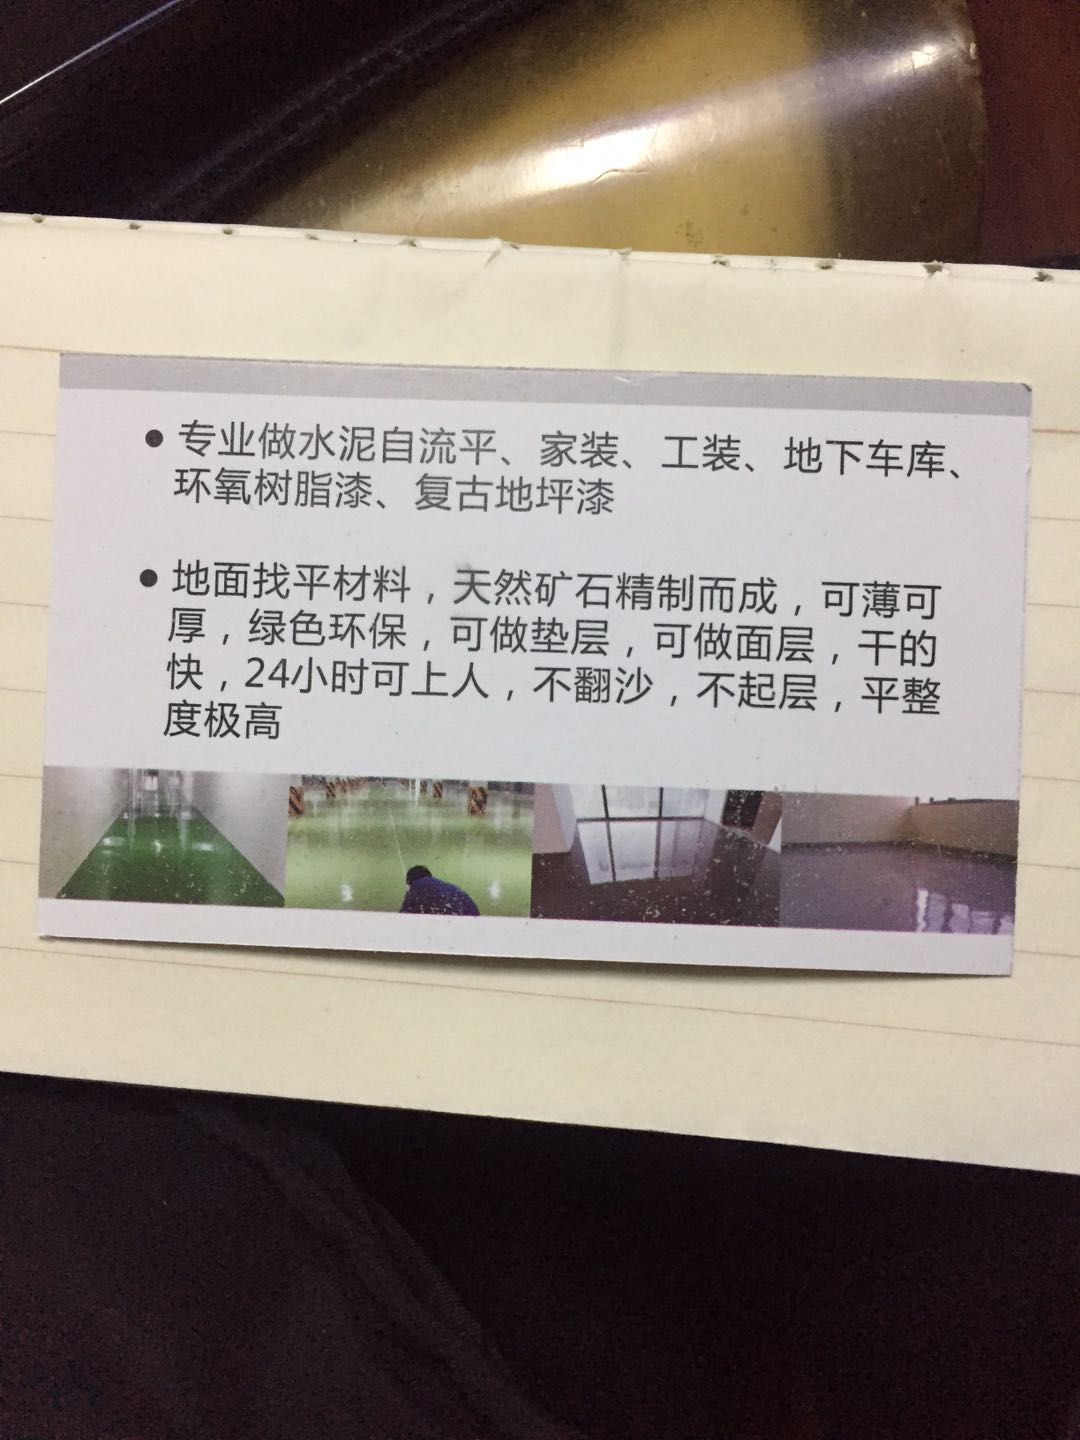 ● 专业做水泥自流平、家装、工装、地下车库、
环氧树脂漆、复古地坪漆
● 地面找平材料，天然矿石精制而成，可薄可
厚，绿色环保，可做垫层，可做面层，干的
快，24小时可上人，不翻沙，不起层，平整
度极高